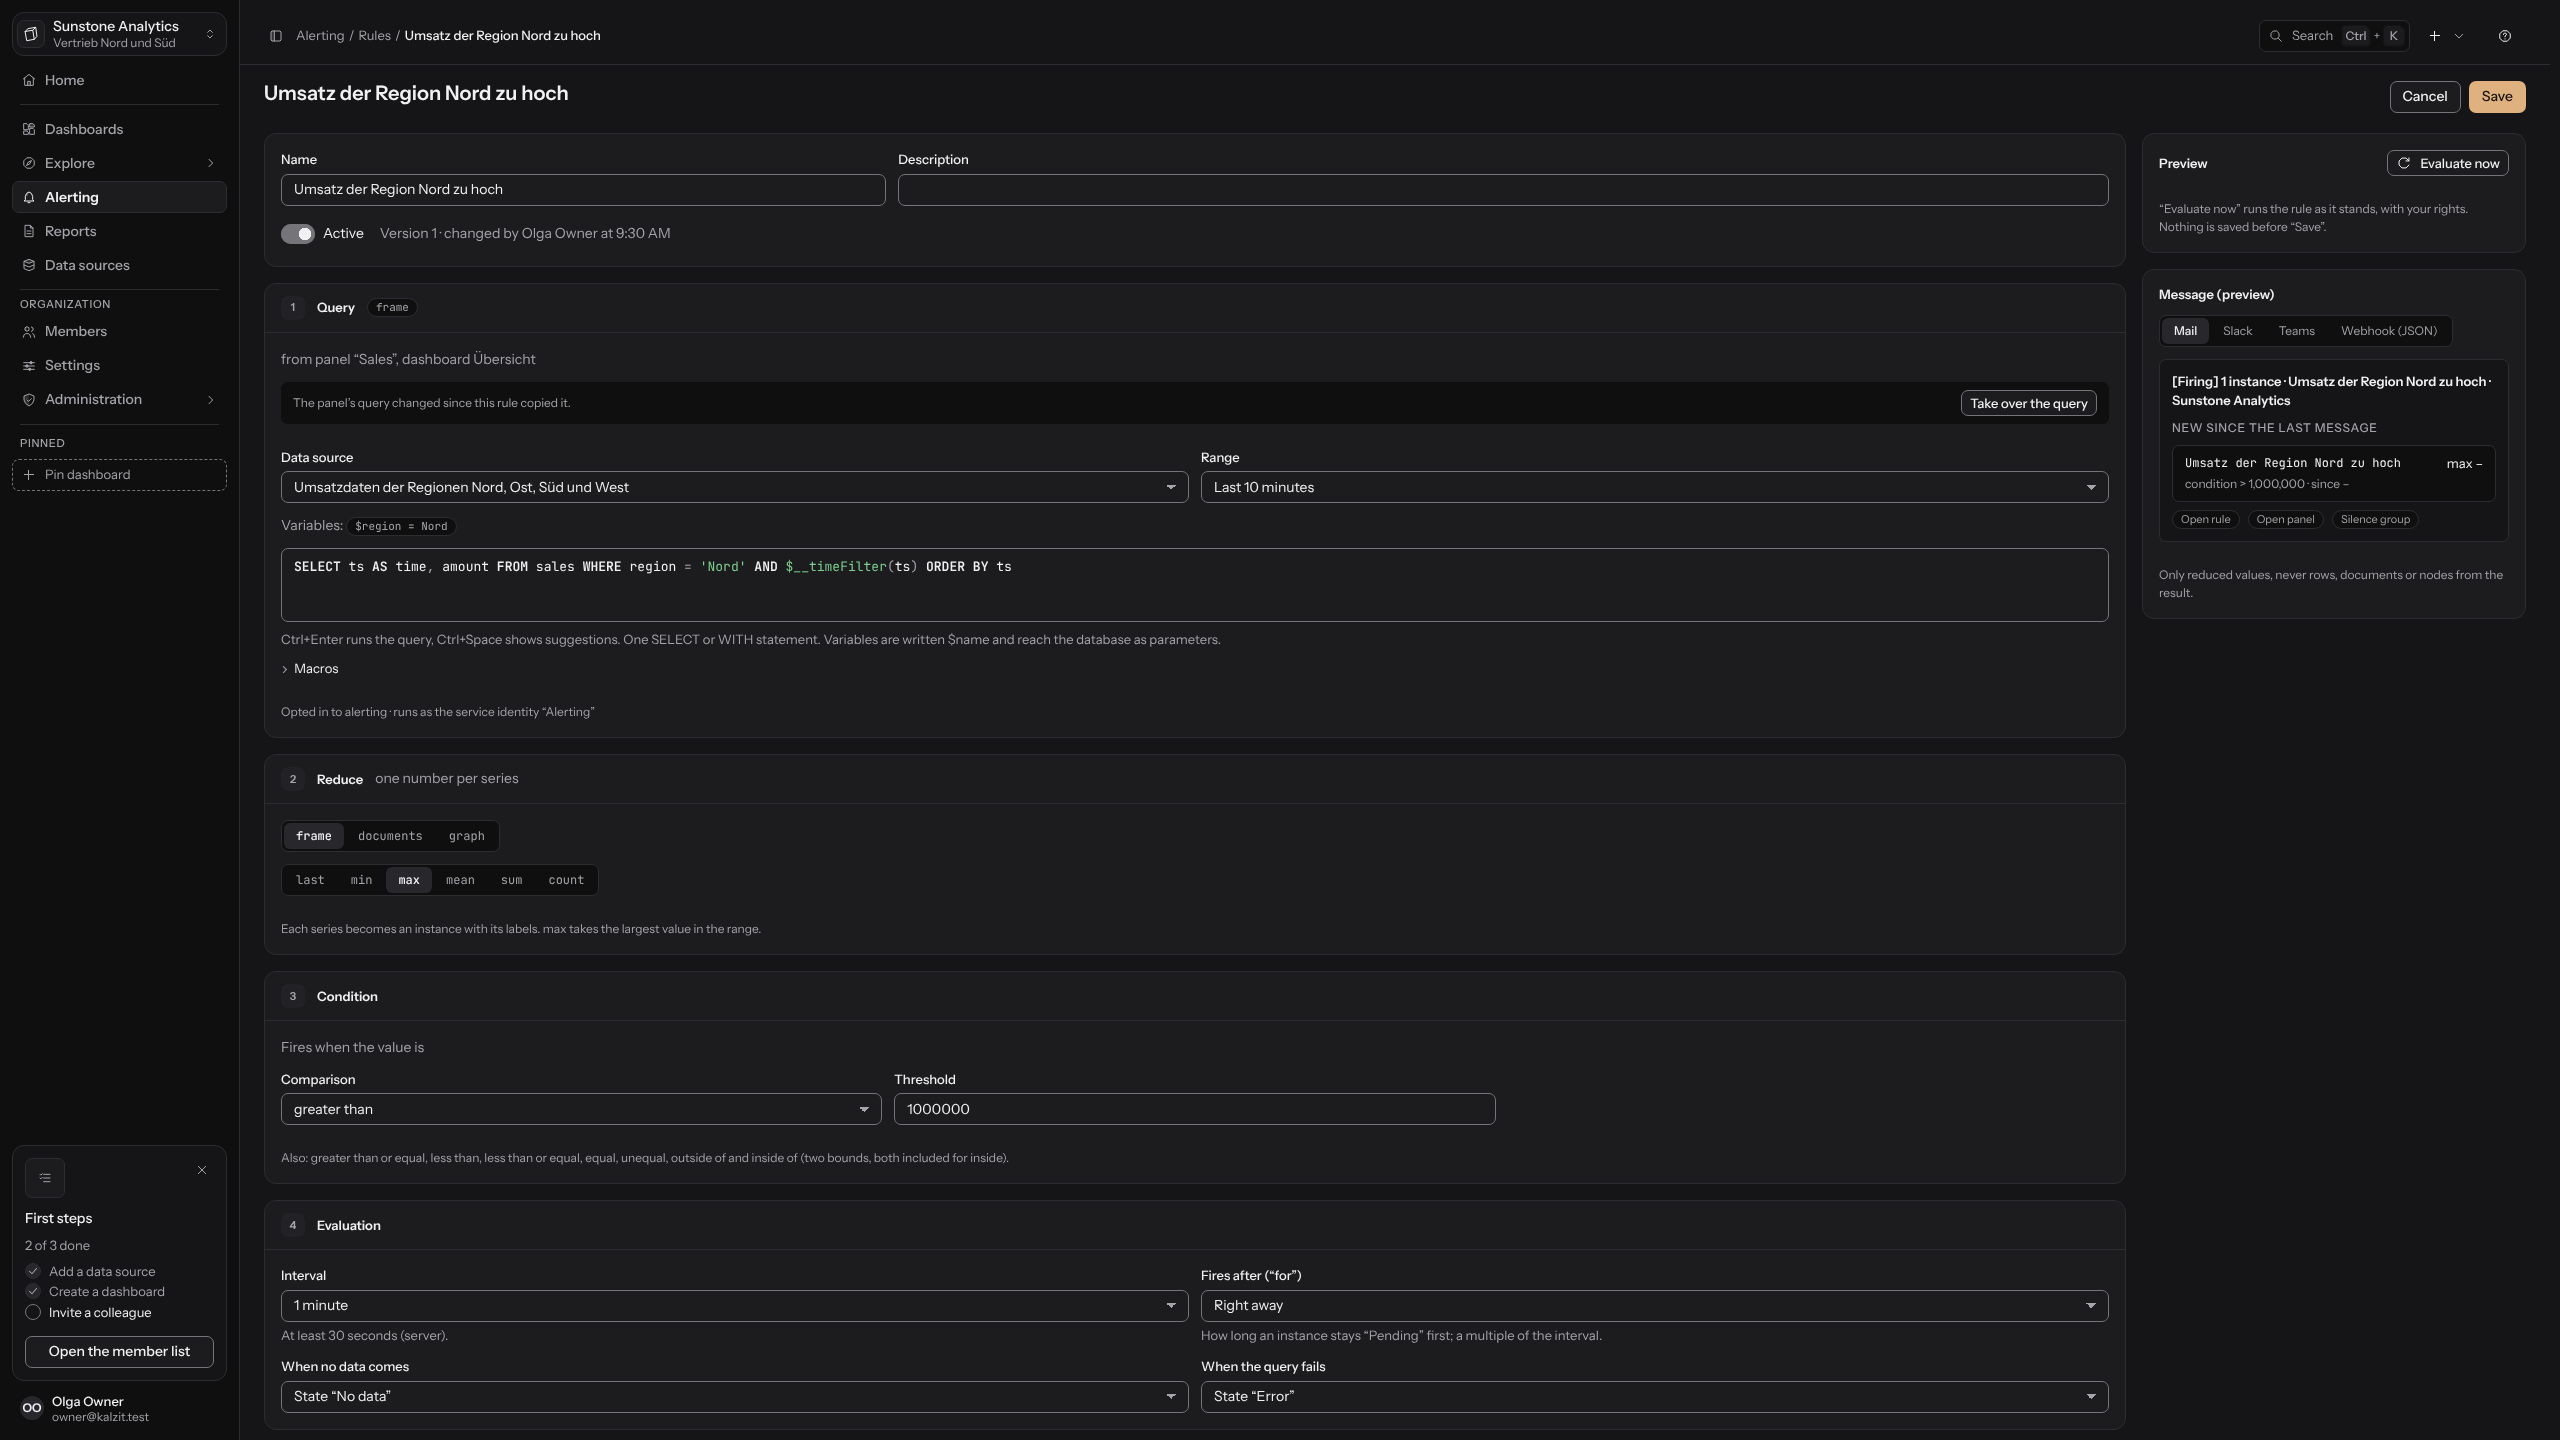 Sunstone Analytics
Vertrieb Nord und Süd
Home
Dashboards
Explore
Alerting
Reports
Data sources
ORGANIZATION
Members
Settings
Administration
PINNED
Pin dashboard
First steps
2 of 3 done
Add a data source
Create a dashboard
Invite a colleague
Open the member list
OO
Olga Owner
owner@kalzit.test
Alerting / Rules / Umsatz der Region Nord zu hoch
Search Ctrl + K
Umsatz der Region Nord zu hoch
Cancel Save
Name
Umsatz der Region Nord zu hoch
Description
Active Version 1 · changed by Olga Owner at 9:30 AM
1 Query frame
from panel “Sales”, dashboard Übersicht
The panel's query changed since this rule copied it.
Take over the query
Data source
Umsatzdaten der Regionen Nord, Ost, Süd und West
Range
Last 10 minutes
Variables: $region = Nord
SELECT ts AS time, amount FROM sales WHERE region = 'Nord' AND $__timeFilter(ts) ORDER BY ts
Ctrl+Enter runs the query, Ctrl+Space shows suggestions. One SELECT or WITH statement. Variables are written $name and reach the database as parameters.
Macros
Opted in to alerting · runs as the service identity “Alerting”
2 Reduce one number per series
frame documents graph
last min max mean sum count
Each series becomes an instance with its labels. max takes the largest value in the range.
3 Condition
Fires when the value is
Comparison
greater than
Threshold
1000000
Also: greater than or equal, less than, less than or equal, equal, unequal, outside of and inside of (two bounds, both included for inside).
4 Evaluation
Interval
1 minute
At least 30 seconds (server).
Fires after (“for”)
Right away
How long an instance stays “Pending” first; a multiple of the interval.
When no data comes
State “No data”
When the query fails
State “Error”
Preview
Evaluate now
“Evaluate now” runs the rule as it stands, with your rights.
Nothing is saved before “Save”.
Message (preview)
Mail Slack Teams Webhook (JSON)
[Firing] 1 instance · Umsatz der Region Nord zu hoch ·
Sunstone Analytics
NEW SINCE THE LAST MESSAGE
Umsatz der Region Nord zu hoch max –
condition > 1,000,000 · since –
Open rule Open panel Silence group
Only reduced values, never rows, documents or nodes from the
result.